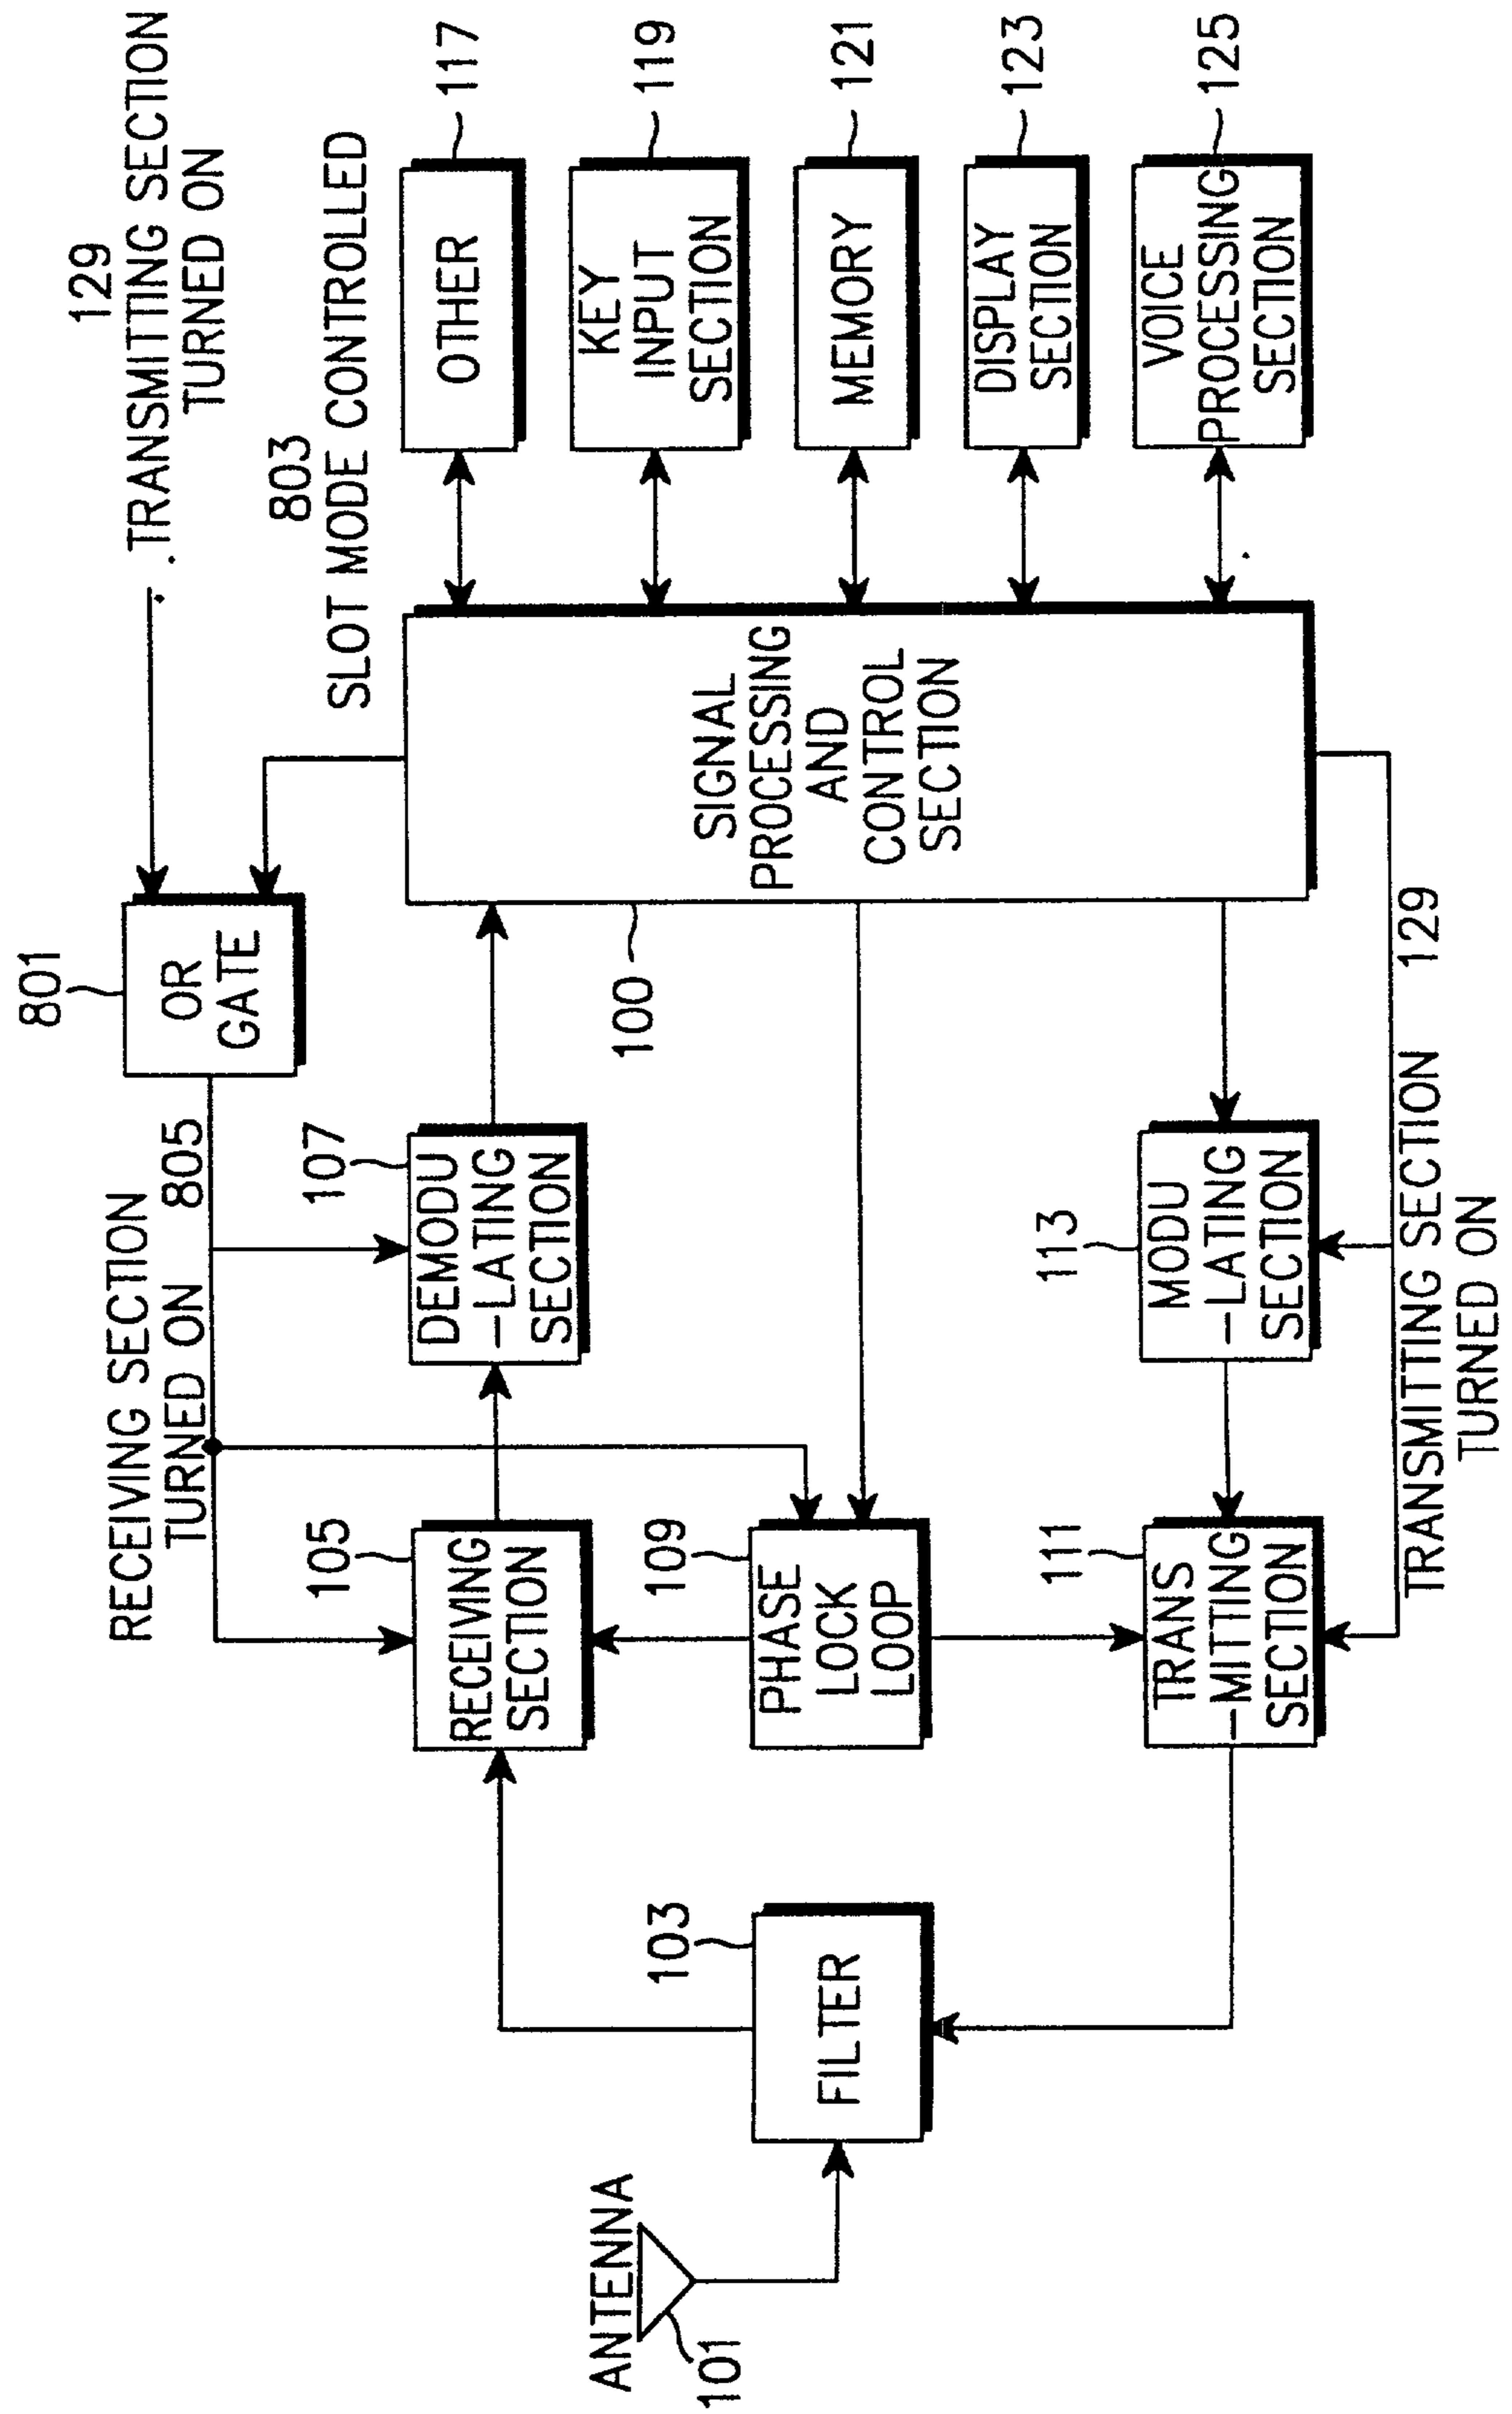 129
TRANSMITTING SECTION
TURNED ON
803
SLOT MODE CONTROLLED
801
OR
GATE
RECEIVING SECTION
TURNED ON 805
105
RECEIVING
SECTION
107
DEMODU
-LATING
SECTION
OTHER
117
KEY
INPUT
SECTION
119
ANTENNA
101
103
FILTER
109
PHASE
LOCK
LOOP
100
SIGNAL
PROCESSING
AND
CONTROL
SECTION
MEMORY
121
DISPLAY
SECTION
123
111
TRANS
-MITTING
SECTION
113
MODU
-LATING
SECTION
VOICE
PROCESSING
SECTION
125
TRANSMITTING SECTION 129
TURNED ON